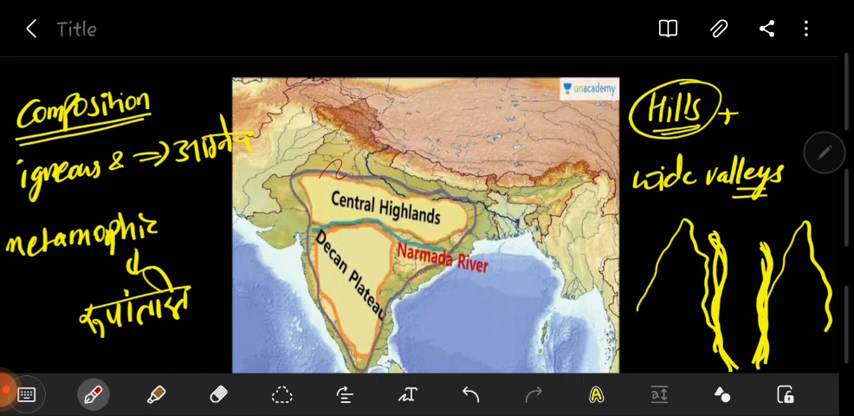 Title
Composition
igneous & ⇒ आग्नेय
metamorphic
रूपांतरित
unacademy
Central Highlands
Narmada River
Decan Plateau
Hills +
wide valleys